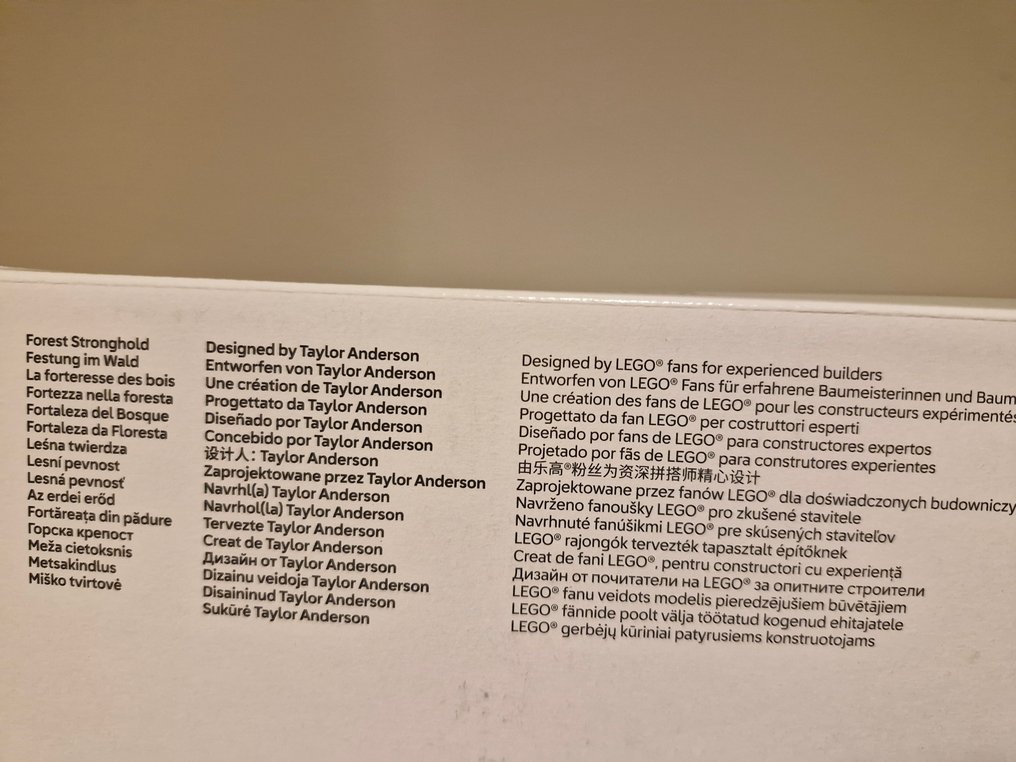 Forest Stronghold
Festung im Wald
La forteresse des bois
Fortezza nella foresta
Fortaleza del Bosque
Fortaleza da Floresta
Leśna twierdza
Lesní pevnost
Lesná pevnosť
Az erdei erőd
Fortăreața din pădure
Горска крепост
Meža cietoksnis
Metsakindlus
Miško tvirtovė
Designed by Taylor Anderson
Entworfen von Taylor Anderson
Une création de Taylor Anderson
Progettato da Taylor Anderson
Diseñado por Taylor Anderson
Concebido por Taylor Anderson
设计人：Taylor Anderson
Zaprojektowane przez Taylor Anderson
Navrhl(a) Taylor Anderson
Navrhol(la) Taylor Anderson
Tervezte Taylor Anderson
Creat de Taylor Anderson
Дизайн от Taylor Anderson
Dizainu veidoja Taylor Anderson
Disaininud Taylor Anderson
Sukūrė Taylor Anderson
Designed by LEGO® fans for experienced builders
Entworfen von LEGO® Fans für erfahrene Baumeisterinnen und Baum
Une création des fans de LEGO® pour les constructeurs expérimentés
Progettato da fan LEGO® per costruttori esperti
Diseñado por fans de LEGO® para constructores expertos
Projetado por fãs de LEGO® para construtores experientes
由乐高®粉丝为资深拼搭师精心设计
Zaprojektowane przez fanów LEGO® dla doświadczonych budowniczy
Navrženo fanoušky LEGO® pro zkušené stavitele
Navrhnuté fanúšikmi LEGO® pre skúsených staviteľov
LEGO® rajongók tervezték tapasztalt építőknek
Creat de fani LEGO®, pentru constructori cu experiență
Дизайн от почитатели на LEGO® за опитните строители
LEGO® fanu veidots modelis pieredzējušiem būvētājiem
LEGO® fännide poolt välja töötatud kogenud ehitajatele
LEGO® gerbėjų kūriniai patyrusiems konstruotojams